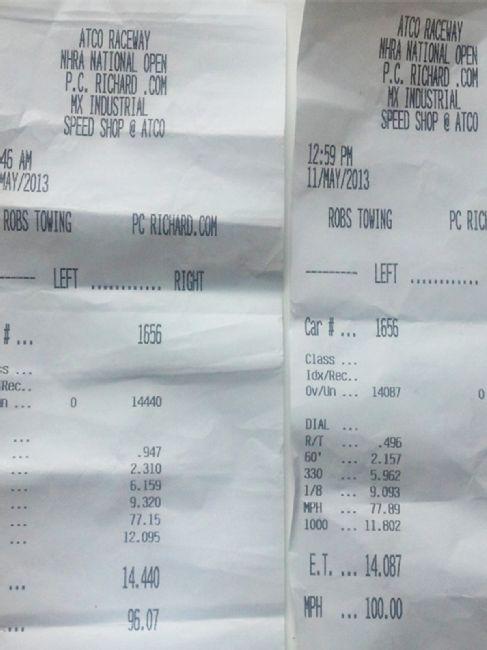 ATCO RACEWAY
NHRA NATIONAL OPEN
P.C. RICHARD .COM
MX INDUSTRIAL
SPEED SHOP @ ATCO
46 AM
MAY/2013
ROBS TOWING PC RICHARD.COM
------- LEFT ............ RIGHT
# ... 1656
ss ...
Rec..
n ... 0 14440
...
... .947
... 2.310
... 6.159
... 9.320
... 77.15
... 12.095
... 14.440
... 96.07
ATCO RACEWAY
NHRA NATIONAL OPEN
P.C. RICHARD .COM
MX INDUSTRIAL
SPEED SHOP @ ATCO
12:59 PM
11/MAY/2013
ROBS TOWING PC RIC
---------- LEFT ............
Car # ... 1656
Class ...
Idx/Rec..
Ov/Un ... 14087 0
DIAL ...
R/T ... .496
60' ... 2.157
330 ... 5.962
1/8 ... 9.093
MPH ... 77.89
1000 ... 11.802
E.T. ... 14.087
MPH ... 100.00